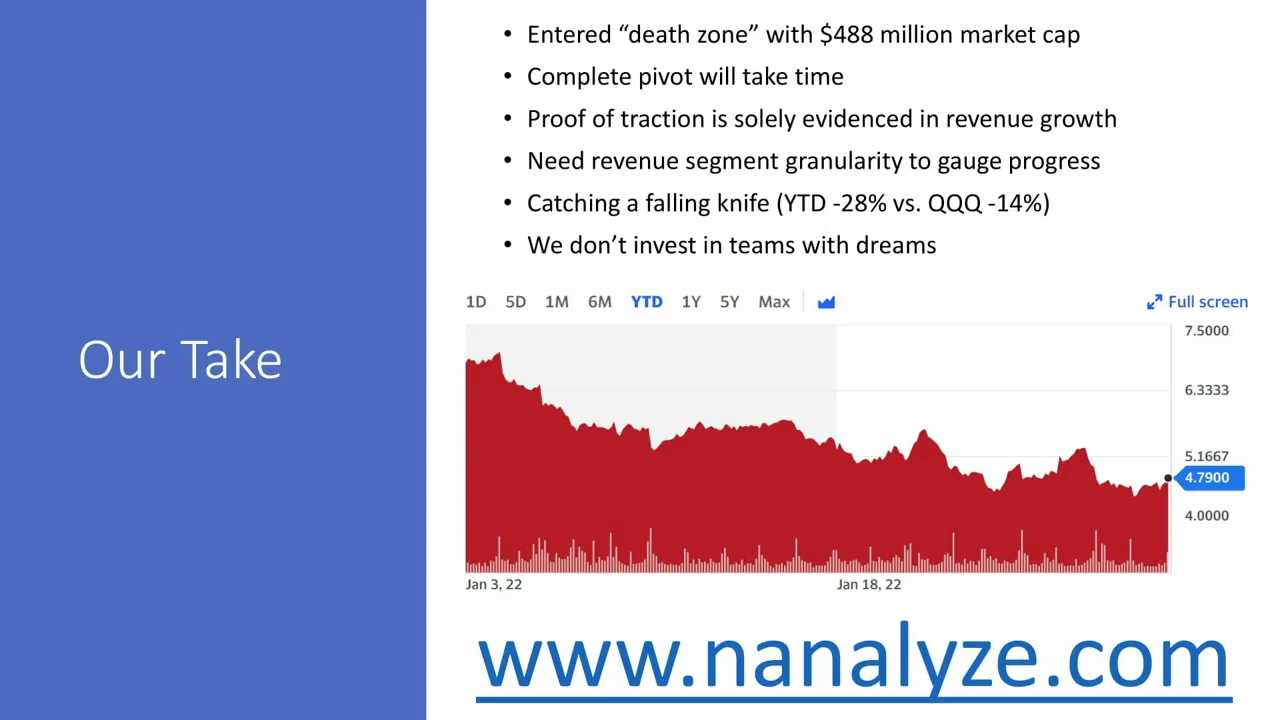 Our Take
• Entered “death zone” with $488 million market cap
• Complete pivot will take time
• Proof of traction is solely evidenced in revenue growth
• Need revenue segment granularity to gauge progress
• Catching a falling knife (YTD -28% vs. QQQ -14%)
• We don’t invest in teams with dreams
1D 5D 1M 6M YTD 1Y 5Y Max Full screen
7.5000
6.3333
5.1667
4.7900
4.0000
Jan 3, 22 Jan 18, 22
www.nanalyze.com